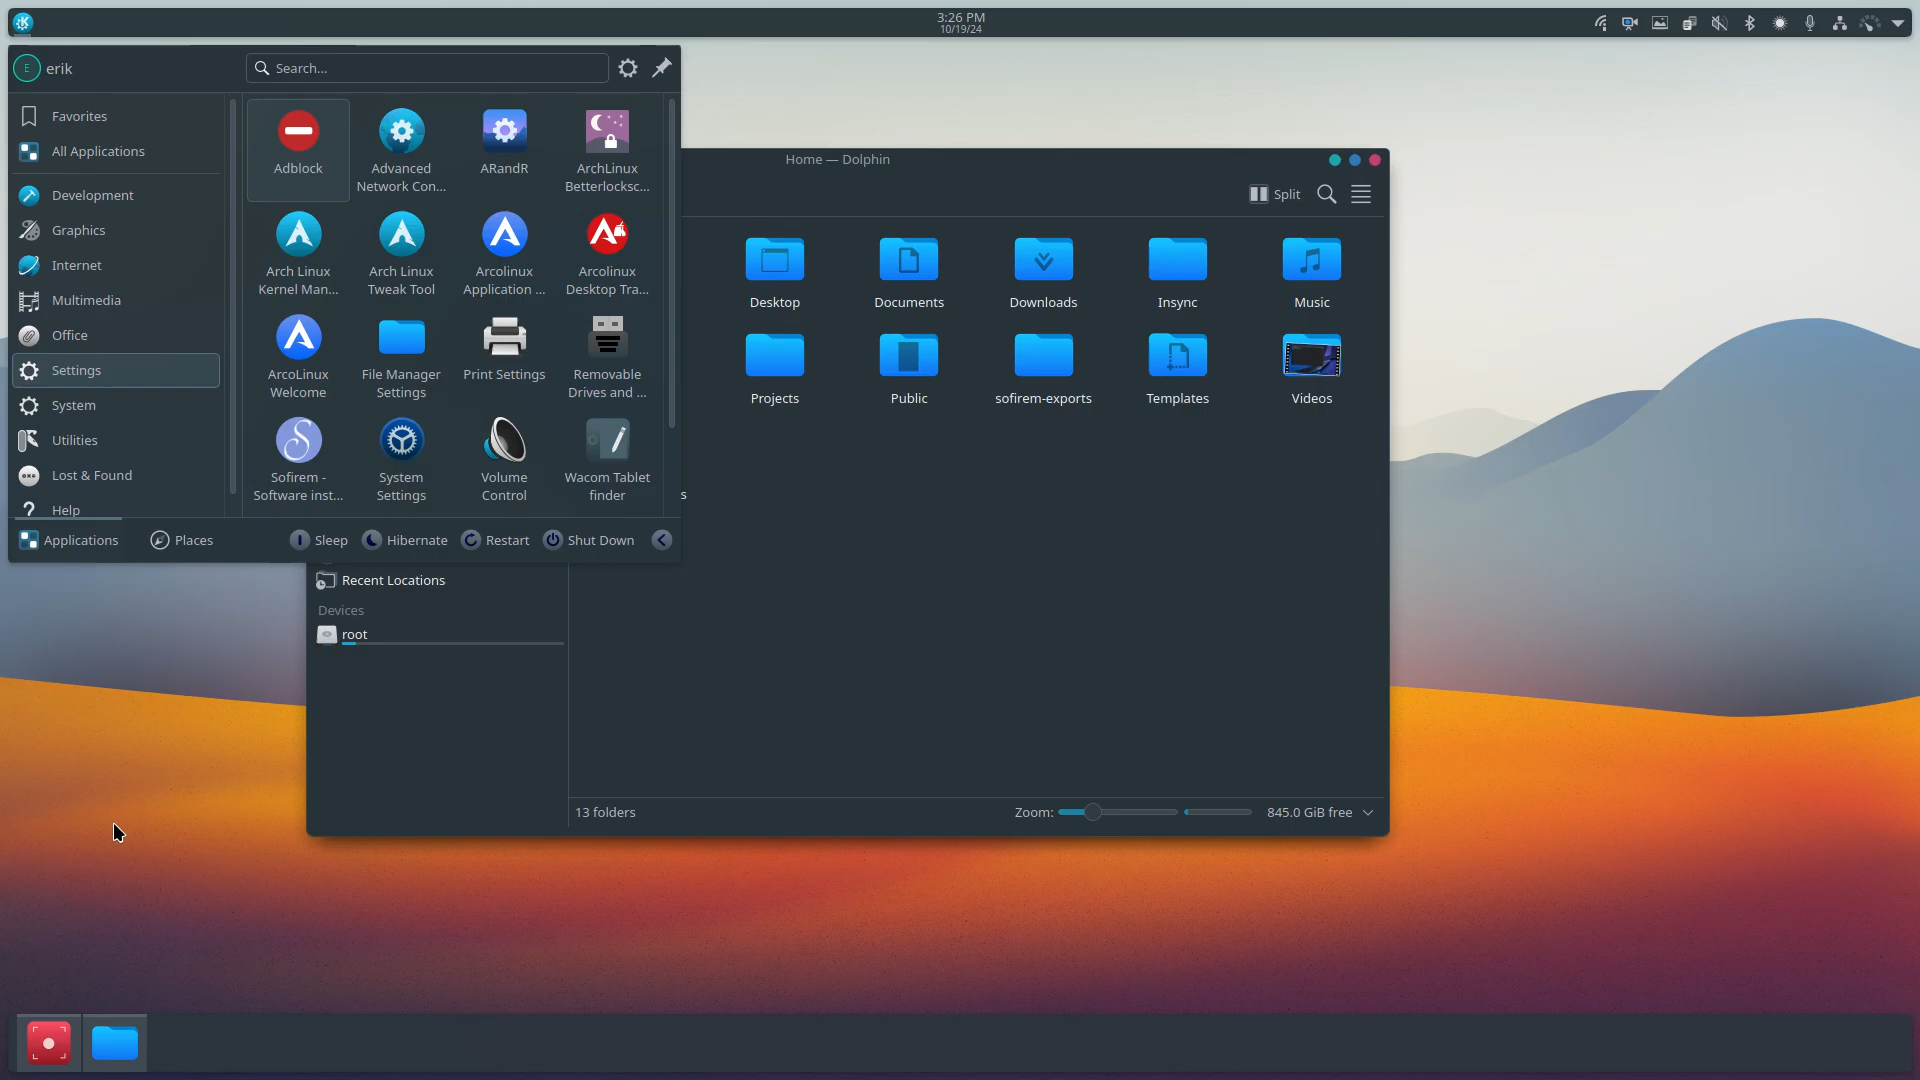 3:26 PM
10/19/24
E
erik
Search...
Favorites
All Applications
Development
Graphics
Internet
Multimedia
Office
Settings
System
Utilities
Lost & Found
Help
Adblock
Advanced
Network Con...
ARandR
ArchLinux
Betterlocksc...
Arch Linux
Kernel Man...
Arch Linux
Tweak Tool
Arcolinux
Application ...
Arcolinux
Desktop Tra...
ArcoLinux
Welcome
File Manager
Settings
Print Settings
Removable
Drives and ...
Sofirem -
Software inst...
System
Settings
Volume
Control
Wacom Tablet
finder
Applications
Places
Sleep
Hibernate
Restart
Shut Down
Home — Dolphin
Split
Desktop
Documents
Downloads
Insync
Music
Projects
Public
sofirem-exports
Templates
Videos
s
Recent Locations
Devices
root
13 folders
Zoom:
845.0 GiB free